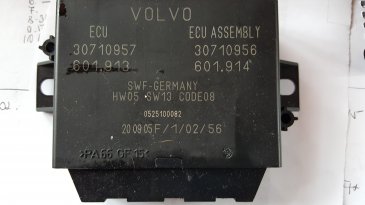 VOLVO
ECU ECU ASSEMBLY
30710957 30710956
601.913 601.914
SWF-GERMANY
HW05 SW13 CODE08
0525100082
200905F/1/02/56